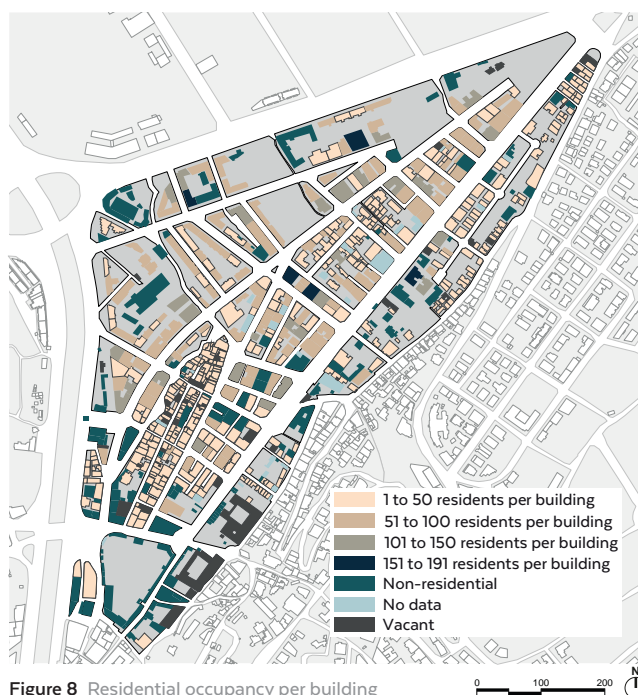 1 to 50 residents per building
51 to 100 residents per building
101 to 150 residents per building
151 to 191 residents per building
Non-residential
No data
Vacant
Figure 8 Residential occupancy per building
0 100 200
N